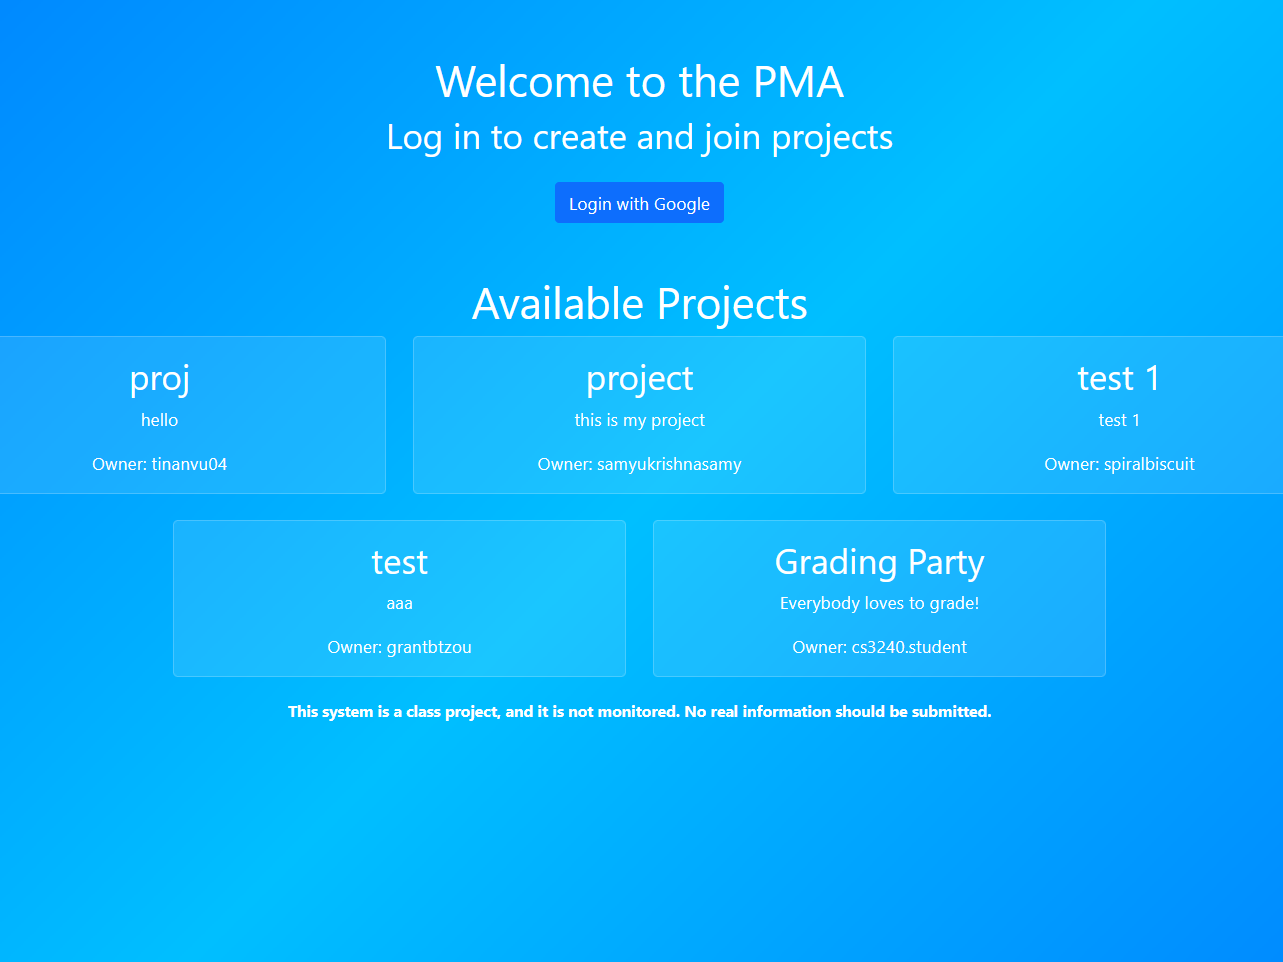 Welcome to the PMA
Log in to create and join projects
Login with Google
Available Projects
proj
hello
Owner: tinanvu04
project
this is my project
Owner: samyukrishnasamy
test 1
test 1
Owner: spiralbiscuit
test
aaa
Owner: grantbtzou
Grading Party
Everybody loves to grade!
Owner: cs3240.student
This system is a class project, and it is not monitored. No real information should be submitted.